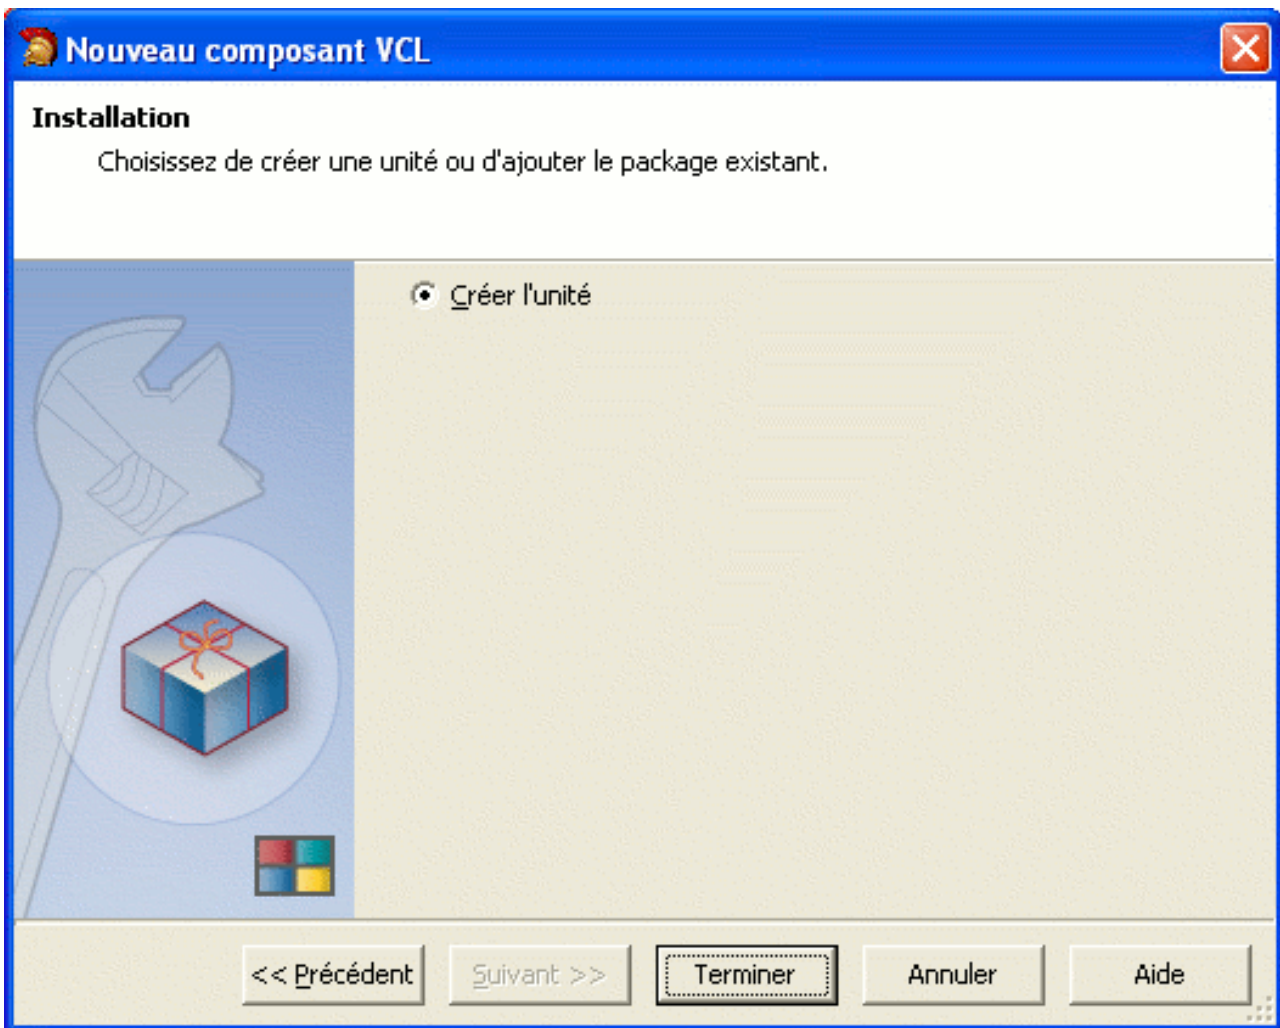 Nouveau composant VCL
Installation
Choisissez de créer une unité ou d'ajouter le package existant.
Créer l'unité
<< Précédent
Suivant >>
Terminer
Annuler
Aide